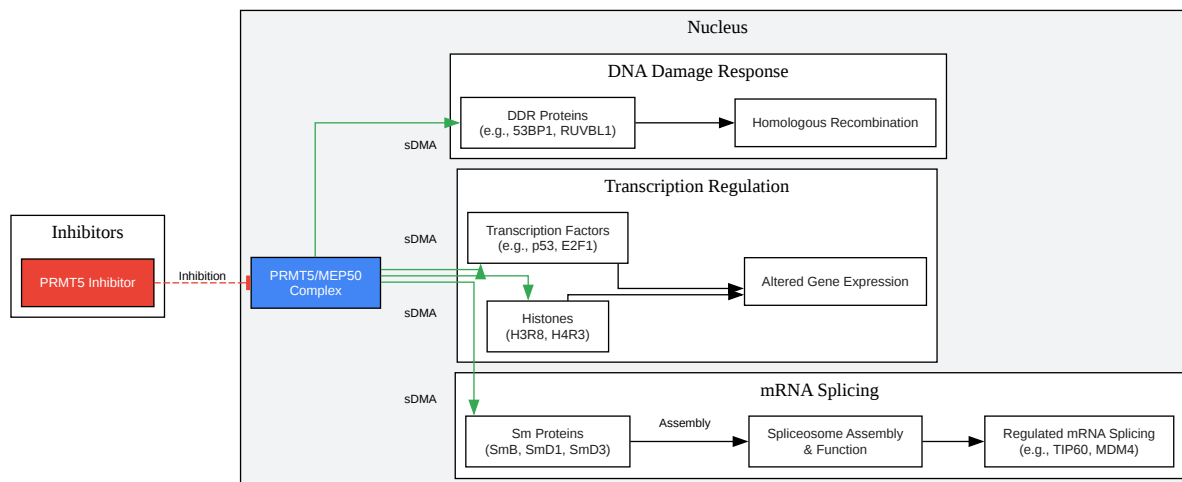 Nucleus
DNA Damage Response
DDR Proteins
(e.g., 53BP1, RUVBL1)
Homologous Recombination
sDMA
Transcription Regulation
Inhibitors
PRMT5 Inhibitor
Inhibition
PRMT5/MEP50
Complex
sDMA
Transcription Factors
(e.g., p53, E2F1)
Altered Gene Expression
sDMA
Histones
(H3R8, H4R3)
mRNA Splicing
sDMA
Sm Proteins
(SmB, SmD1, SmD3)
Assembly
Spliceosome Assembly
& Function
Regulated mRNA Splicing
(e.g., TIP60, MDM4)